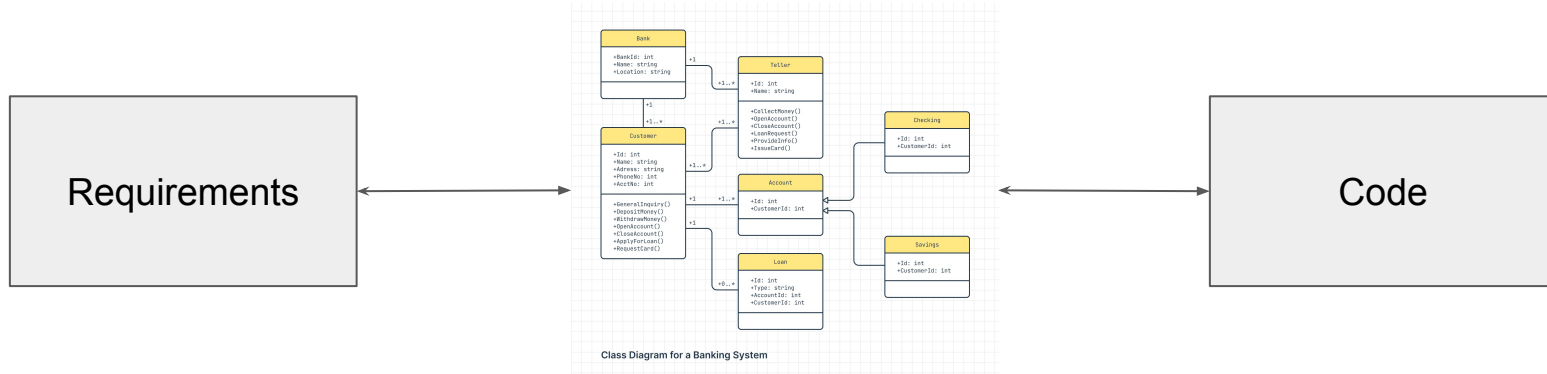 Requirements
Bank
+BankId: int
+Name: string
+Location: string
+1
+1..*
+1
+1..*
Teller
+Id: int
+Name: string
+CollectMoney()
+OpenAccount()
+CloseAccount()
+LoanRequest()
+ProvideInfo()
+IssueCard()
Customer
+Id: int
+Name: string
+Adress: string
+PhoneNo: int
+AcctNo: int
+GeneralInquiry()
+DepositMoney()
+WithdrawMoney()
+OpenAccount()
+CloseAccount()
+ApplyForLoan()
+RequestCard()
+1..*
+1..*
+1
+1..*
+1
+0..*
Account
+Id: int
+CustomerId: int
Loan
+Id: int
+Type: string
+AccountId: int
+CustomerId: int
Checking
+Id: int
+CustomerId: int
Savings
+Id: int
+CustomerId: int
Class Diagram for a Banking System
Code